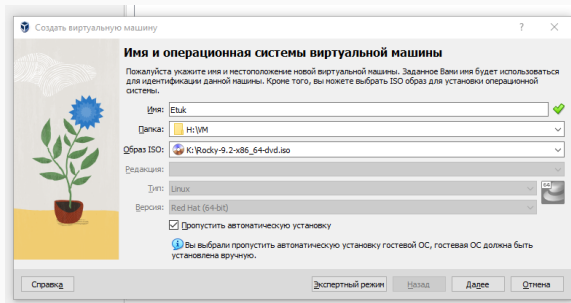 Создать виртуальную машину
Имя и операционная системы виртуальной машины
Пожалуйста укажите имя и местоположение новой виртуальной машины. Заданное Вами имя будет использоваться
для идентификации данной машины. Кроме того, вы можете выбрать ISO образ для установки операционной
системы.
Имя: Etuk
Папка: H:\VM
Образ ISO: K:\Rocky-9.2-x86_64-dvd.iso
Редакция:
Тип: Linux
64
Версия: Red Hat (64-bit)
Пропустить автоматическую установку
Вы выбрали пропустить автоматическую установку гостевой ОС, гостевая ОС должна быть
установлена вручную.
Справка Экспертный режим Назад Далее Отмена